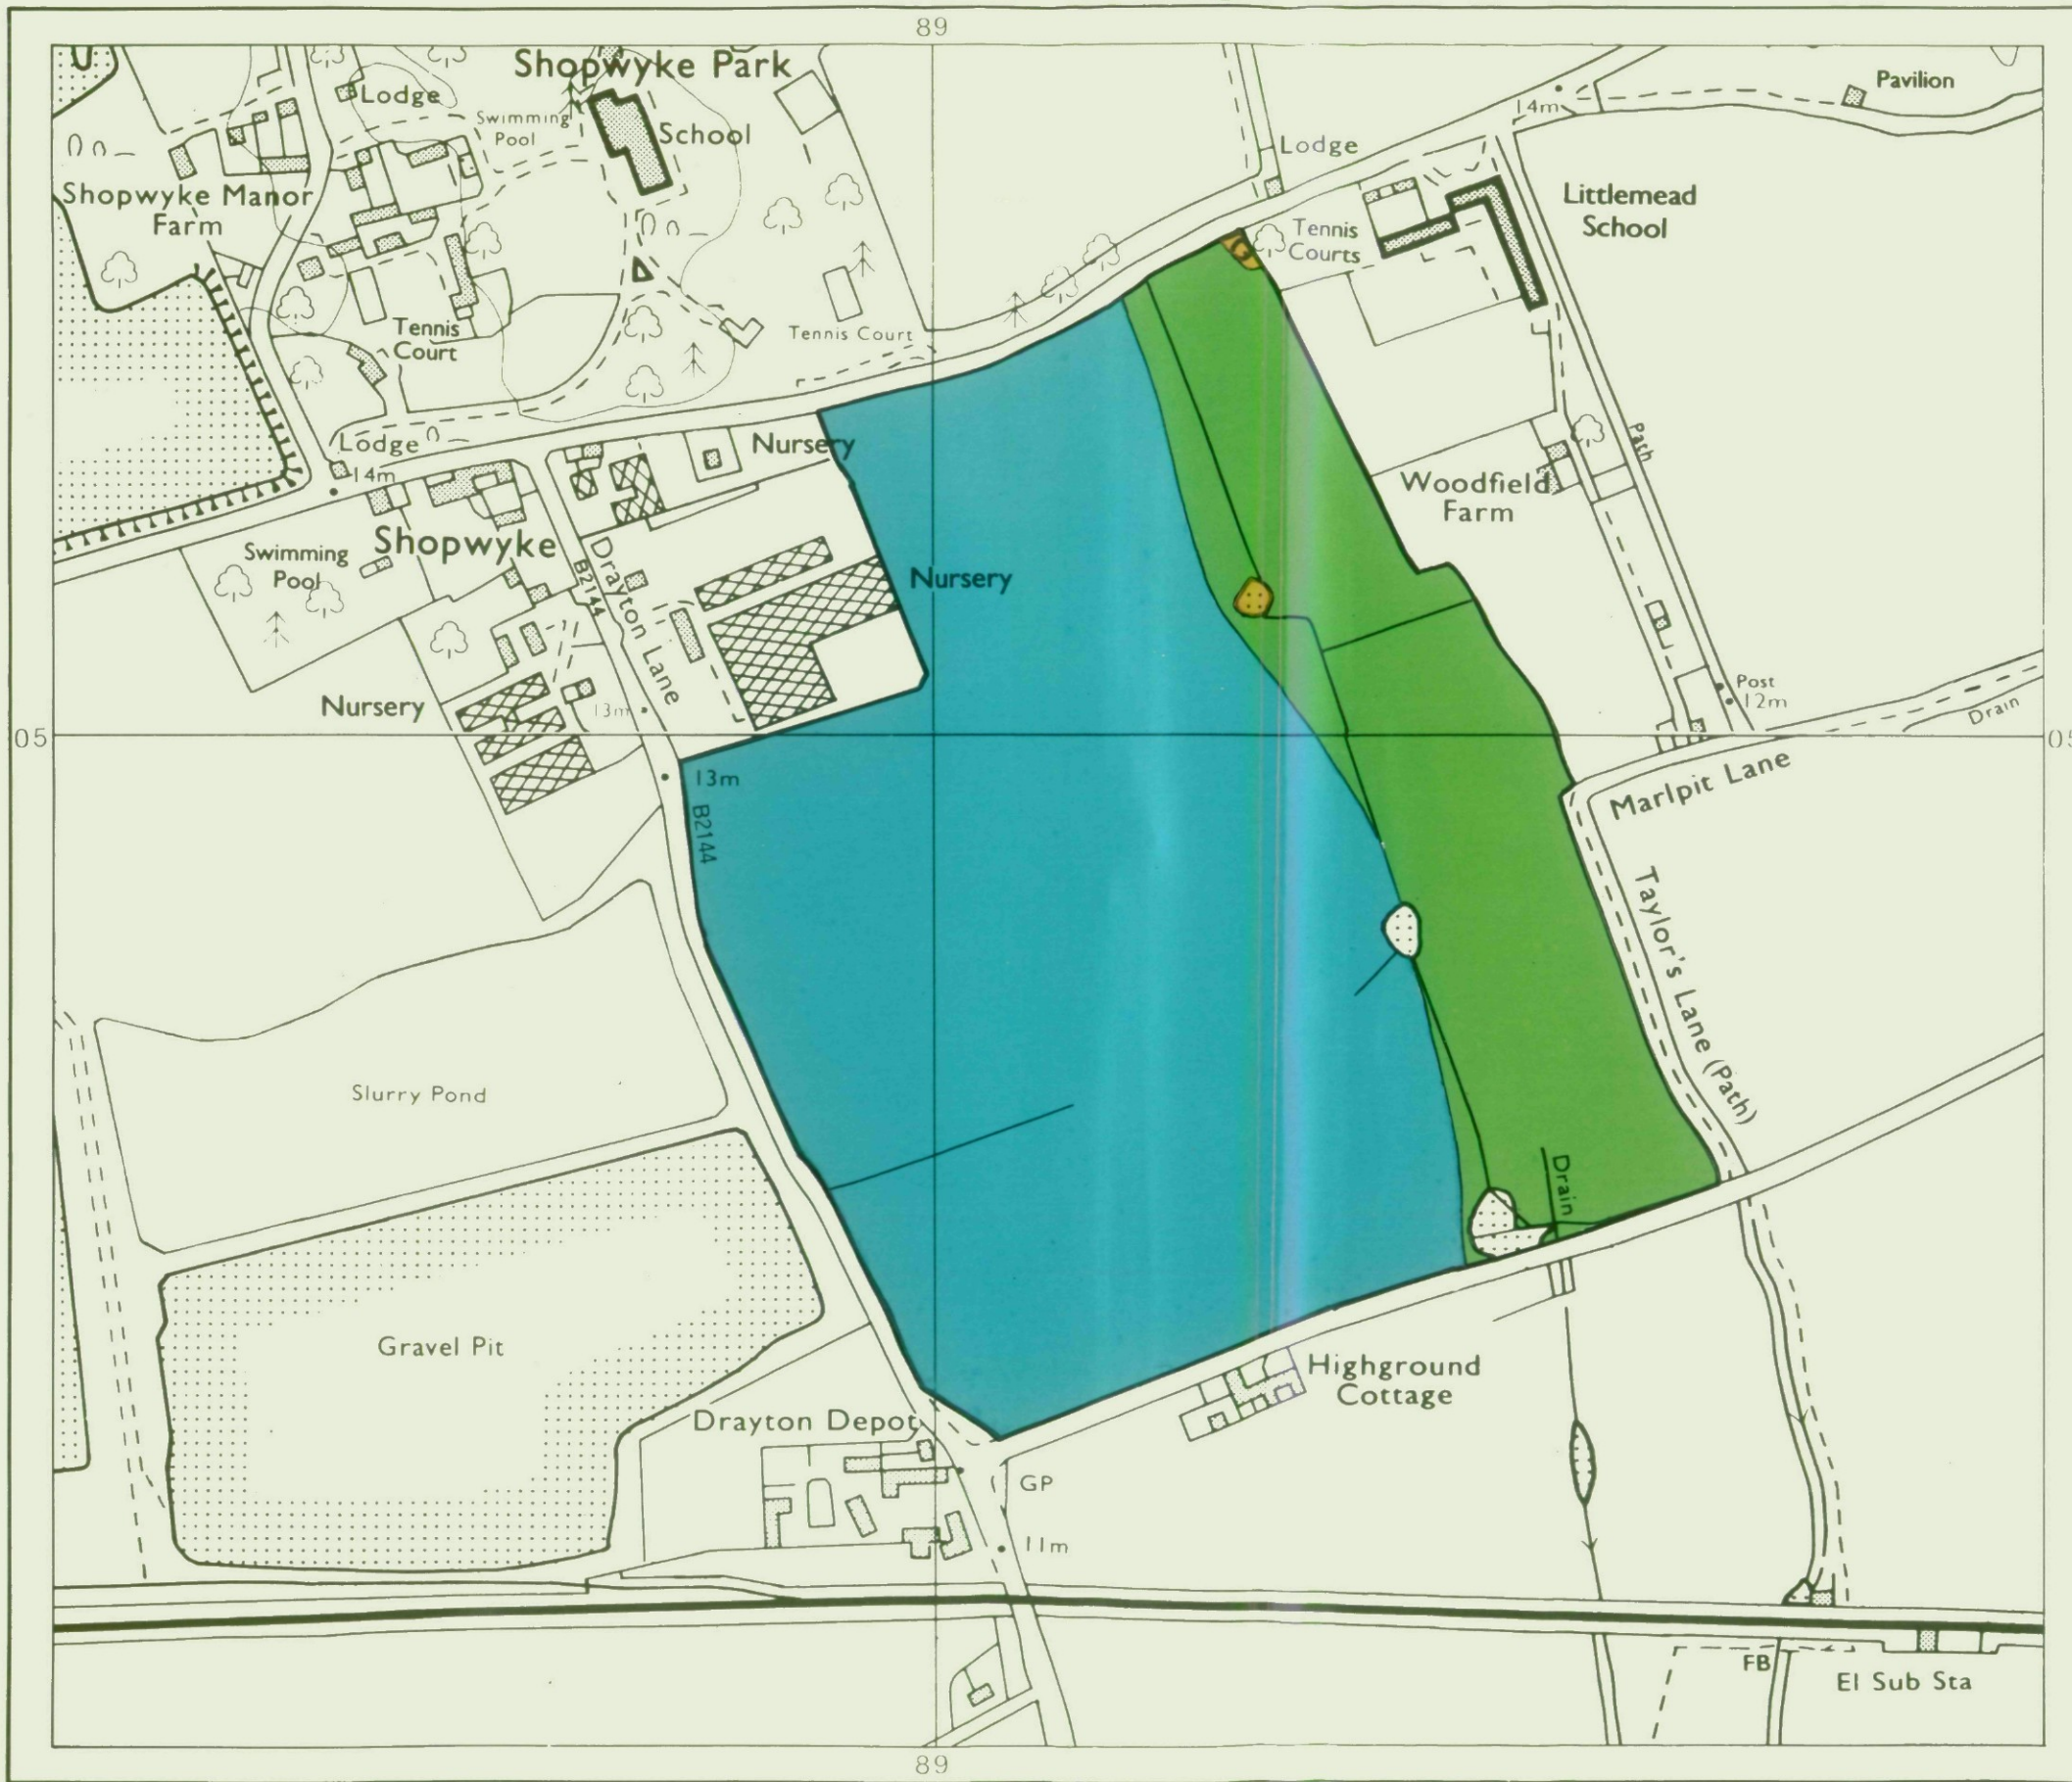 89
Shopwyke Park
Pavilion
Lodge
14m
Swimming
Pool
School
Lodge
Shopwyke Manor
Farm
Littlemead
School
Tennis
Courts
Tennis
Court
Tennis Court
Nursery
Lodge
14m
Path
Woodfield
Farm
Shopwyke
Swimming
Pool
Drayton Lane
B2144
Nursery
Nursery
13m
Post
12m
Drain
05
05
13m
Marlpit Lane
B2144
Taylor's Lane (Path)
Slurry Pond
Drain
Gravel Pit
Highground
Cottage
Drayton Depot
GP
11m
FB
El Sub Sta
89